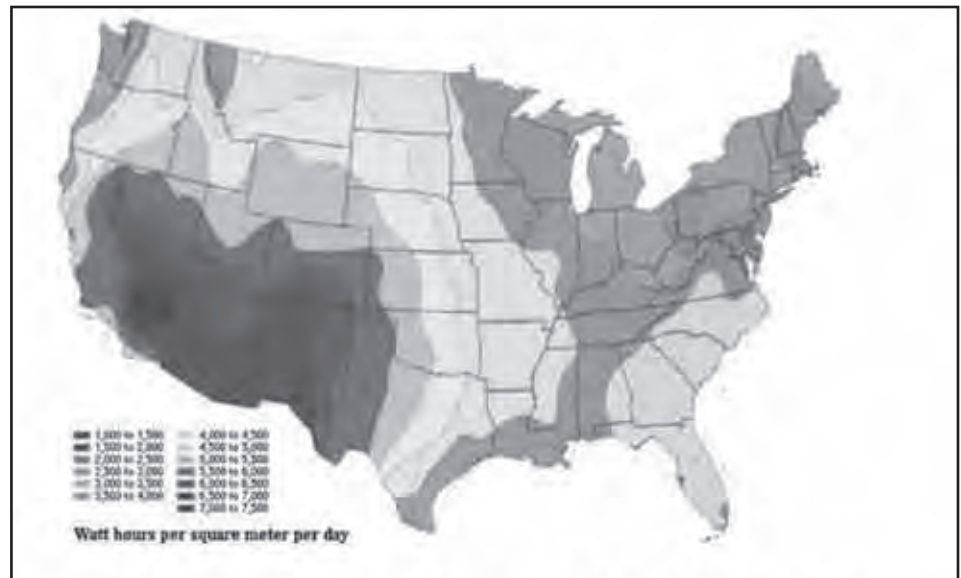 1,000 to 1,500
1,500 to 2,000
2,000 to 2,500
2,500 to 3,000
3,000 to 3,500
3,500 to 4,000
4,000 to 4,500
4,500 to 5,000
5,000 to 5,500
5,500 to 6,000
6,000 to 6,500
6,500 to 7,000
7,000 to 7,500
Watt hours per square meter per day